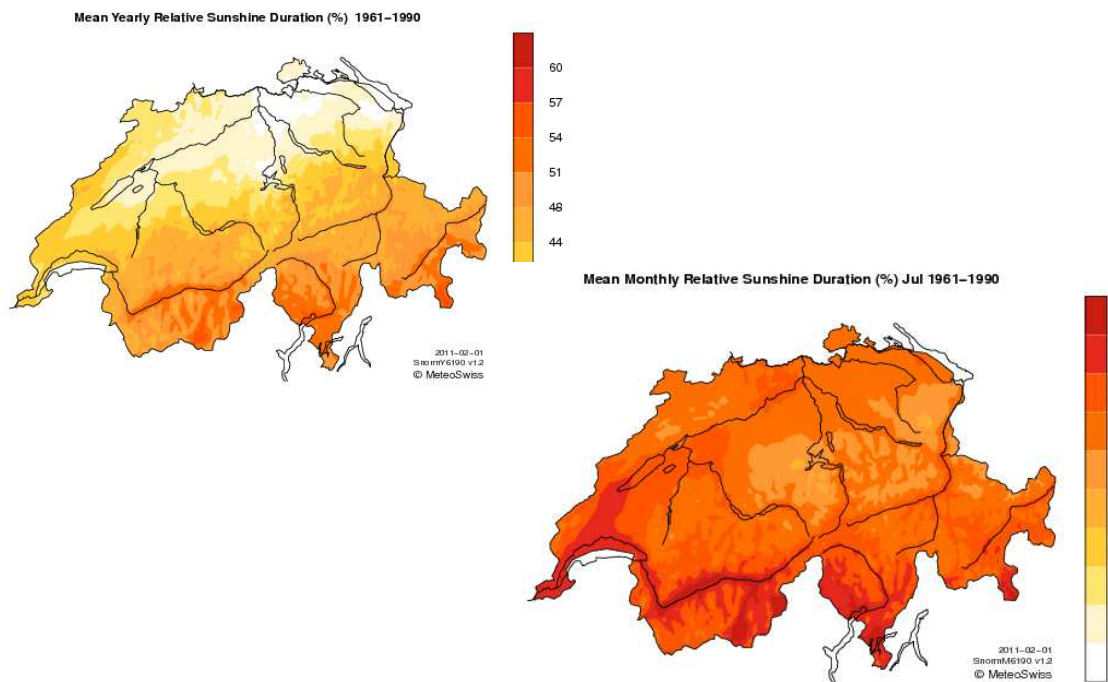 Mean Yearly Relative Sunshine Duration (%) 1961−1990
60
57
54
51
48
44
2011−02−01
SnormY6190 v1.2
© MeteoSwiss
Mean Monthly Relative Sunshine Duration (%) Jul 1961−1990
2011−02−01
SnormM6190 v1.2
© MeteoSwiss